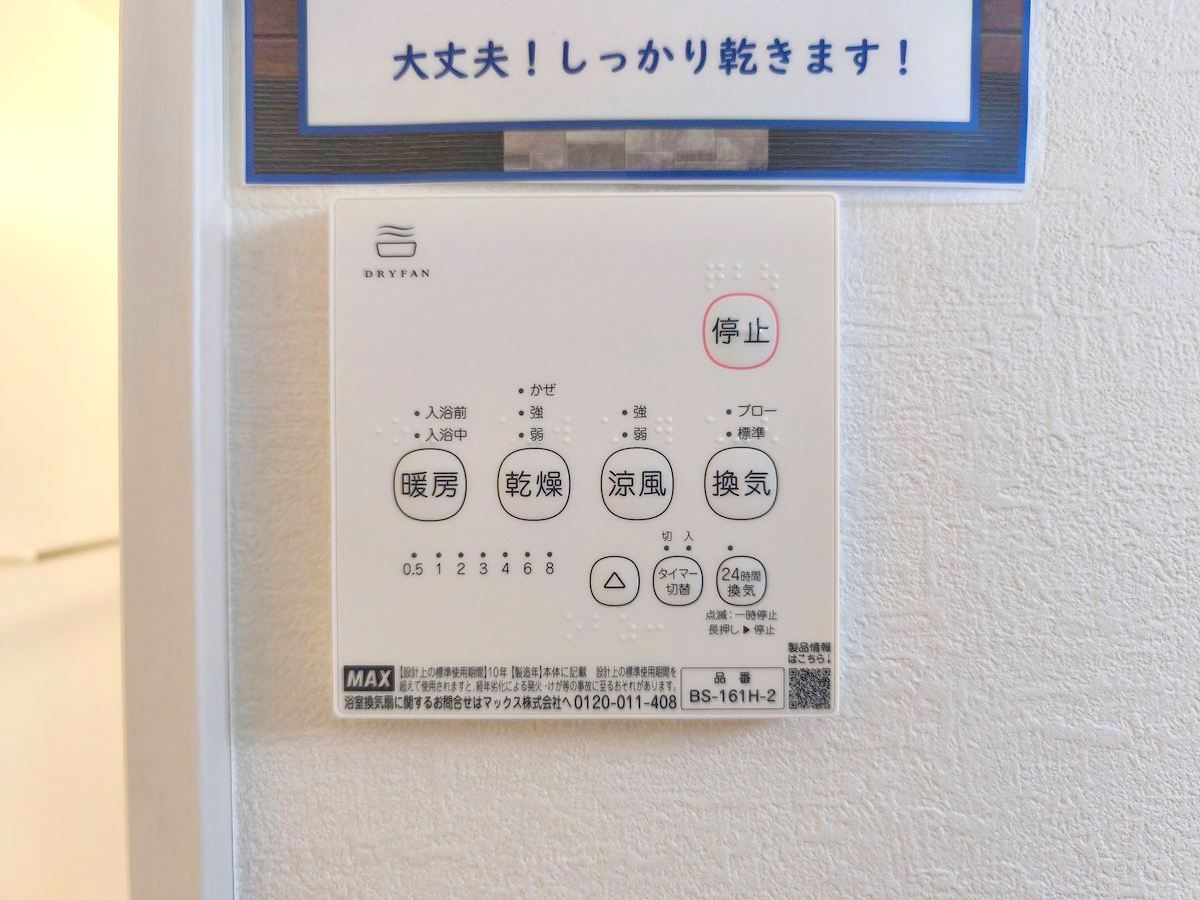 大丈夫！しっかり乾きます！
DRYFAN
停止
・かぜ
・入浴前 ・強 ・強 ・ブロー
・入浴中 ・弱 ・弱 ・標準
暖房 乾燥 涼風 換気
切 入
0.5 1 2 3 4 6 8
△ タイマー切替 24時間換気
点滅：一時停止
長押し▶停止
製品情報
はこちら↓
MAX
【設計上の標準使用期間】10年 【製造年】本体に記載 設計上の標準使用期間を
超えて使用されますと、経年劣化による発火・けが等の事故に至るおそれがあります。
浴室換気扇に関するお問合せはマックス株式会社へ 0120-011-408
品番
BS-161H-2